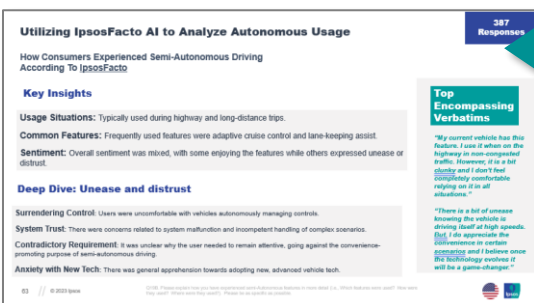 Utilizing IpsosFacto AI to Analyze Autonomous Usage
387
Responses
How Consumers Experienced Semi-Autonomous Driving
According To IpsosFacto
Key Insights
Usage Situations: Typically used during highway and long-distance trips.
Common Features: Frequently used features were adaptive cruise control and lane-keeping assist.
Sentiment: Overall sentiment was mixed, with some enjoying the features while others expressed unease or
distrust.
Deep Dive: Unease and distrust
Surrendering Control: Users were uncomfortable with vehicles autonomously managing controls.
System Trust: There were concerns related to system malfunction and incompetent handling of complex scenarios.
Contradictory Requirement: It was unclear why the user needed to remain attentive, going against the convenience-
promoting purpose of semi-autonomous driving.
Anxiety with New Tech: There was general apprehension towards adopting new, advanced vehicle tech.
Top
Encompassing
Verbatims
"My current vehicle has this
feature. I use it when on the
highway in non-congested
traffic. However, it is a bit
clunky and I don't feel
completely comfortable
relying on it in all
situations."
"There is a bit of unease
knowing the vehicle is
driving itself at high speeds.
But, I do appreciate the
convenience in certain
scenarios and I believe once
the technology evolves it
will be a game-changer."
63 // © 2023 Ipsos
Ipsos